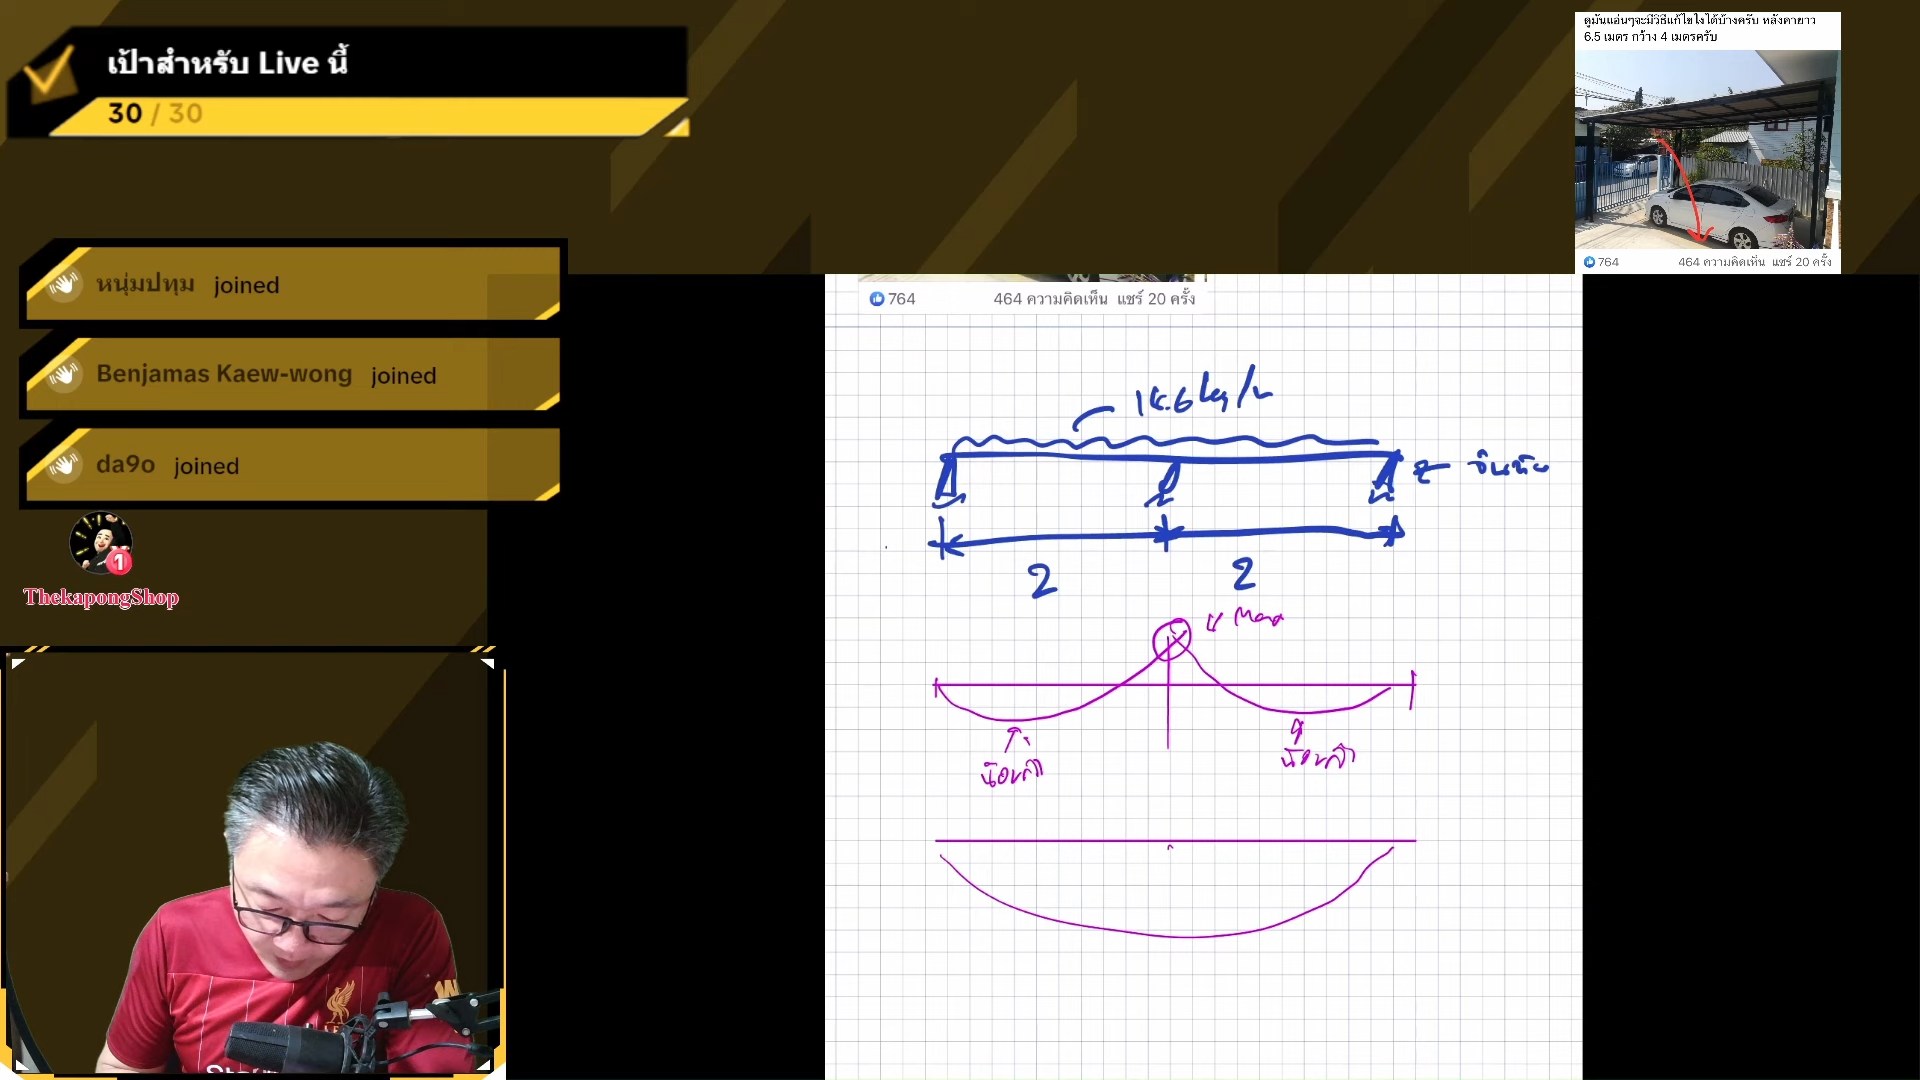 เป้าสำหรับ Live นี้
30 / 30
ดูมันแอ่นๆจะมีวิธีแก้ไขไงได้บ้างครับ หลังคายาว
6.5 เมตร กว้าง 4 เมตรครับ
764 464 ความคิดเห็น แชร์ 20 ครั้ง
หนุ่มปทุม joined
Benjamas Kaew-wong joined
da9o joined
1
ThekapongShop
764 464 ความคิดเห็น แชร์ 20 ครั้ง
2 2
Max